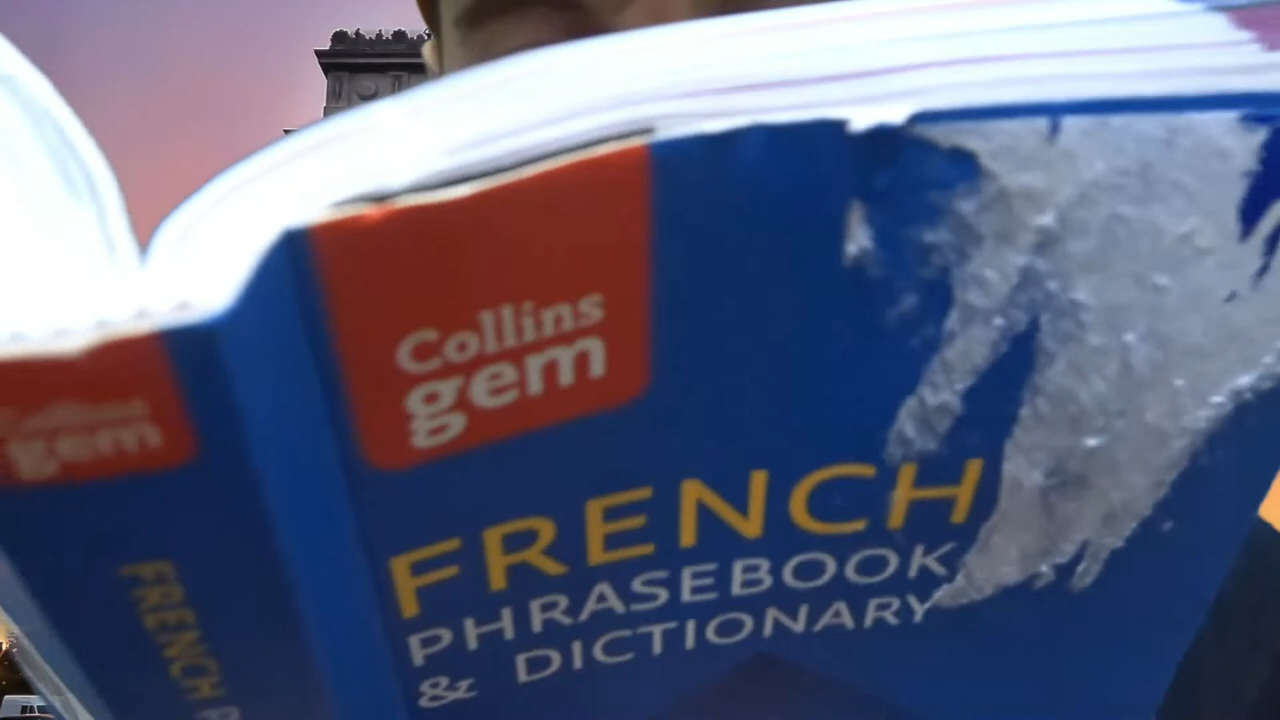 Collins
gem
FRENCH
PHRASEBOOK
& DICTIONARY
Collins
gem
FRENCH